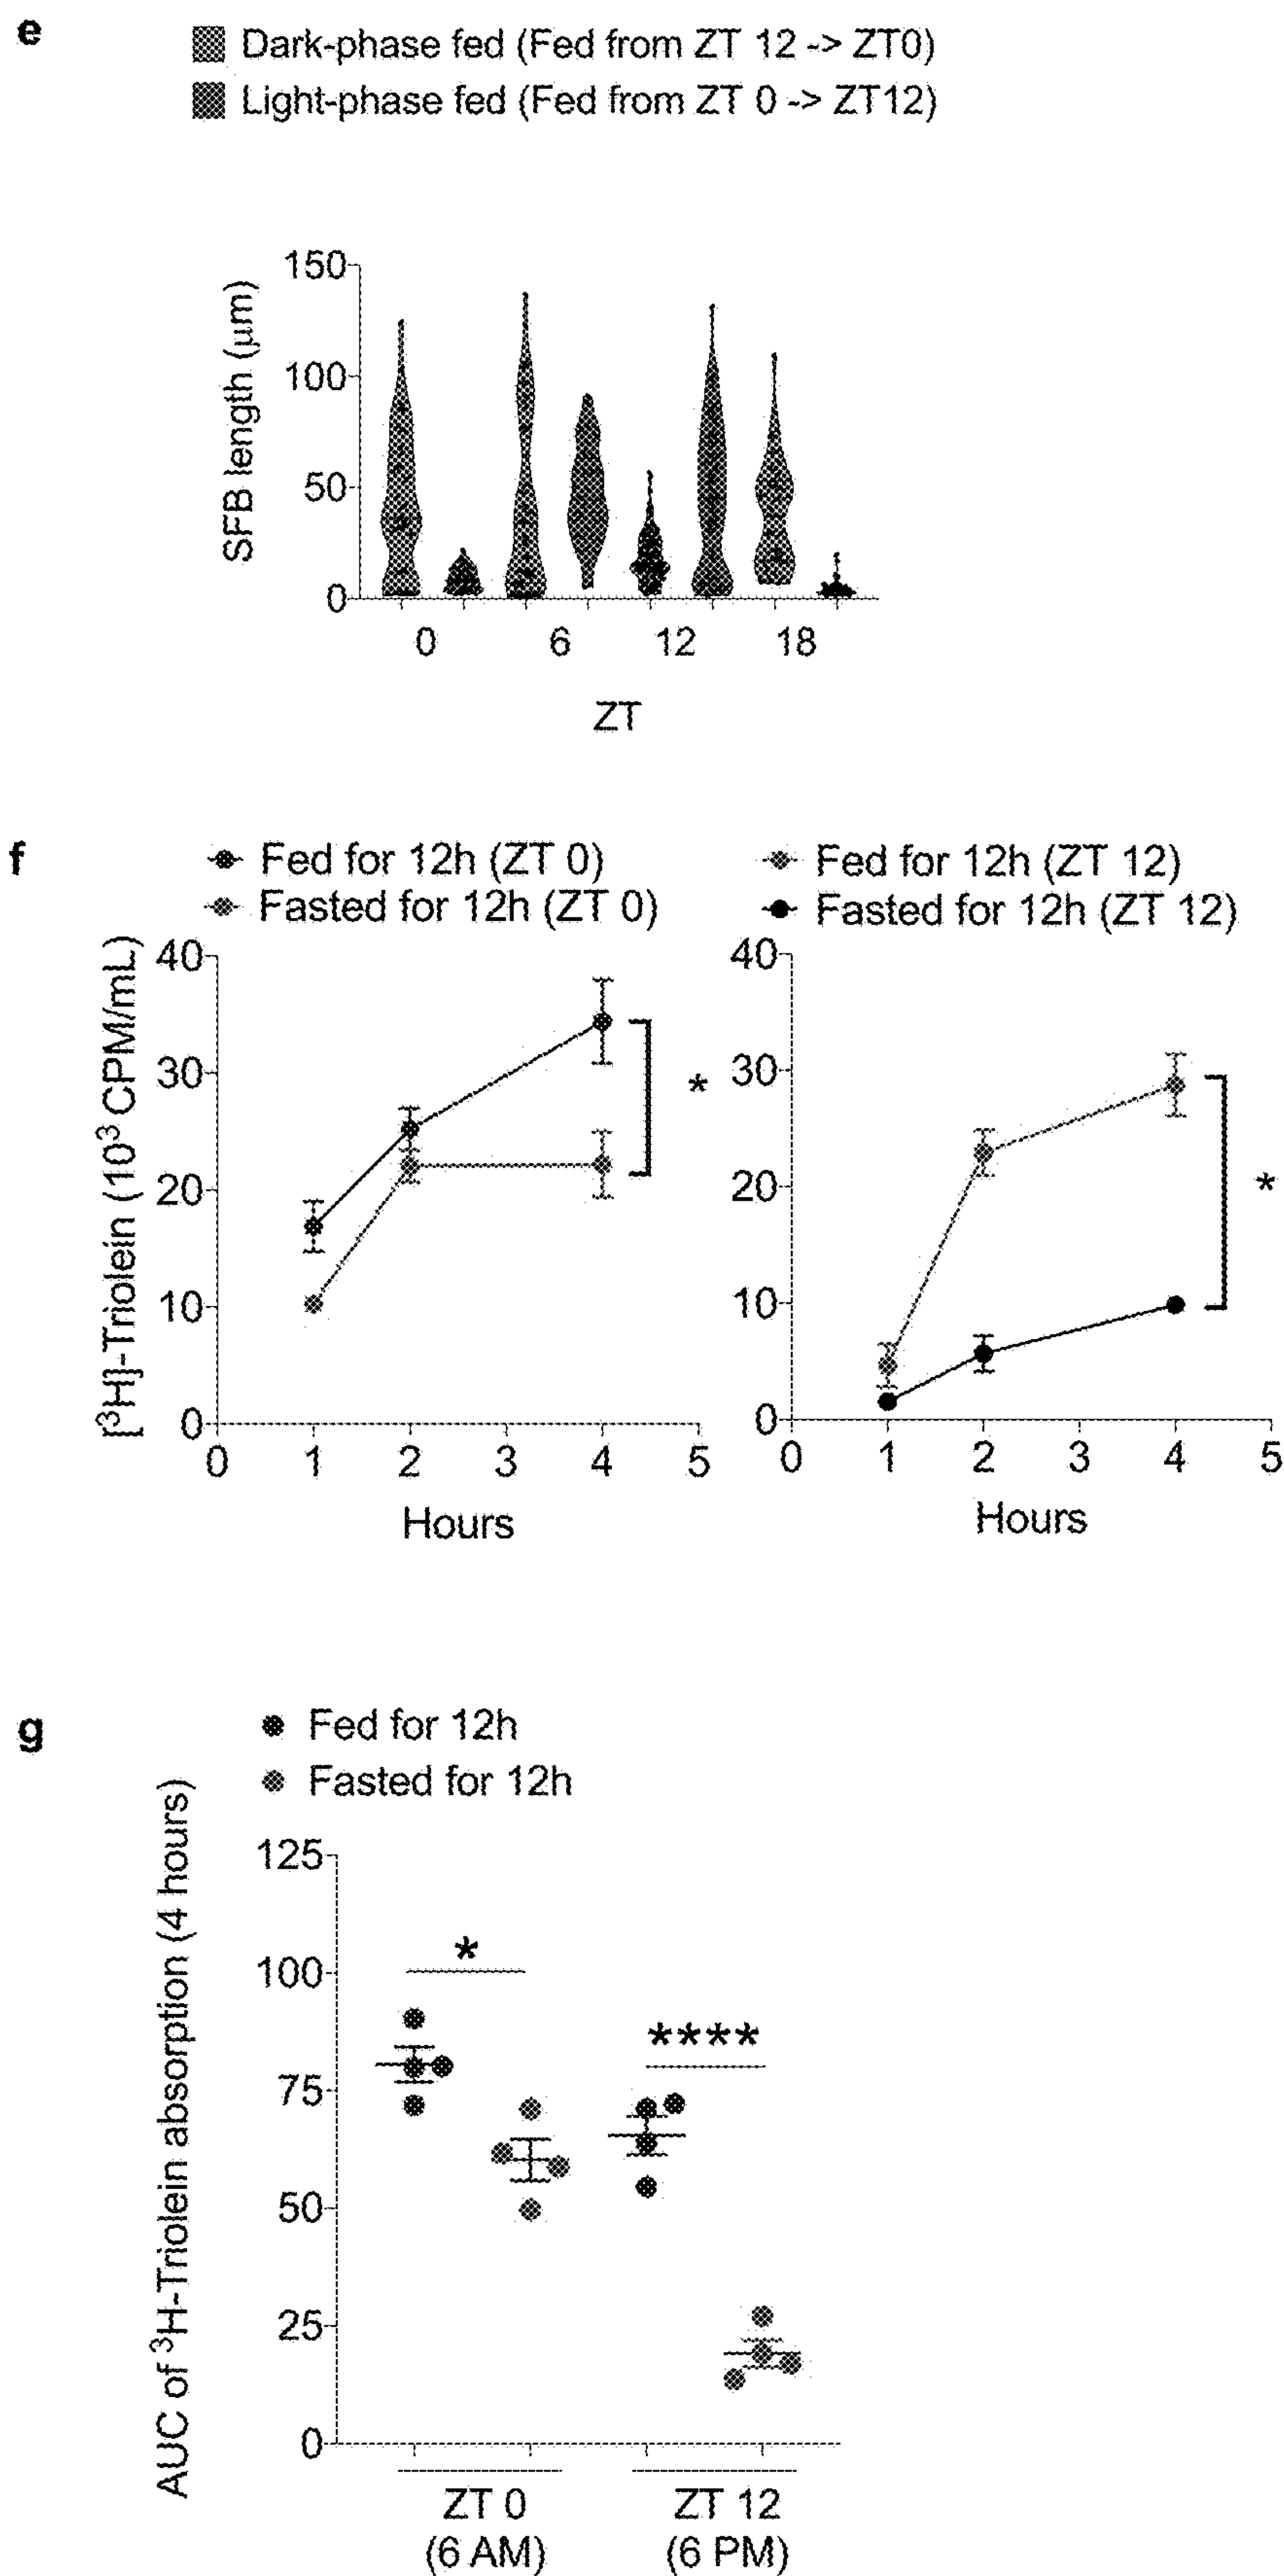 e
Dark-phase fed (Fed from ZT 12 -> ZT0)
Light-phase fed (Fed from ZT 0 -> ZT12)
150
100
50
0
SFB length (μm)
0 6 12 18
ZT
f
Fed for 12h (ZT 0)
Fasted for 12h (ZT 0)
Fed for 12h (ZT 12)
Fasted for 12h (ZT 12)
[³H]-Triolein (10³ CPM/mL)
40
30
20
10
0
*
0 1 2 3 4 5
Hours
40
30
20
10
0
*
0 1 2 3 4 5
Hours
g
Fed for 12h
Fasted for 12h
AUC of ³H-Triolein absorption (4 hours)
125
100
75
50
25
0
*
****
ZT 0
(6 AM)
ZT 12
(6 PM)